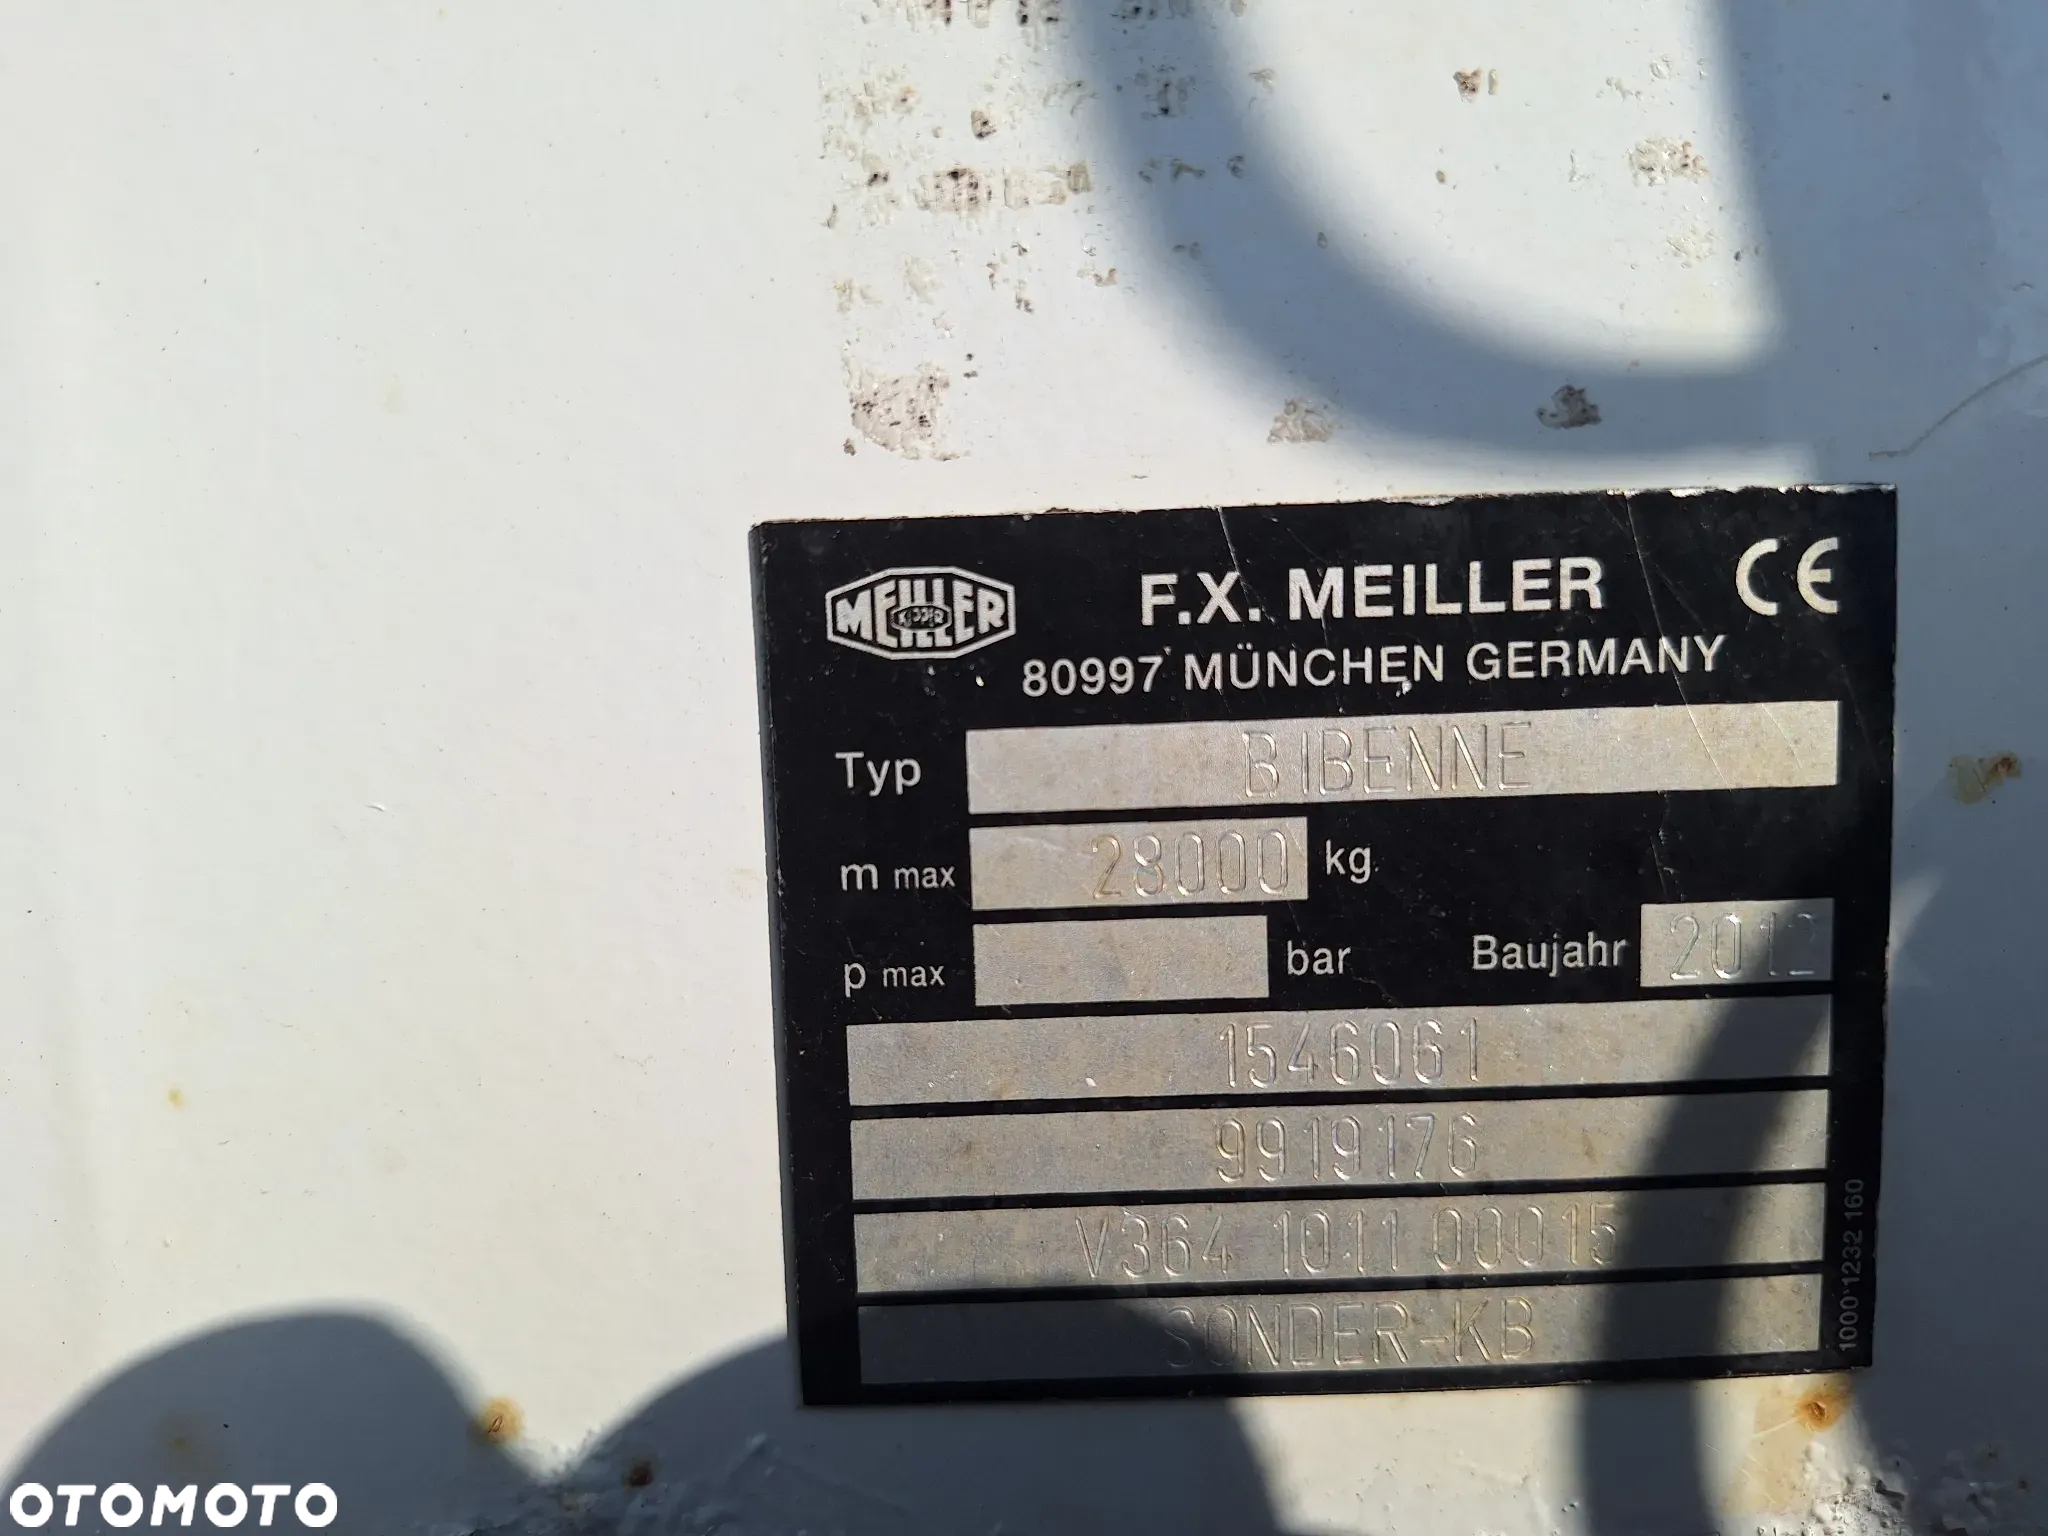 MEILLER
KIPPER
F.X. MEILLER
CE
80997 MÜNCHEN GERMANY
Typ BIBENNE
m max 28000 kg
p max bar Baujahr 2012
1546061
9919176
V364 1011 00015
SONDER-KB
1000 1232 160
OTOMOTO